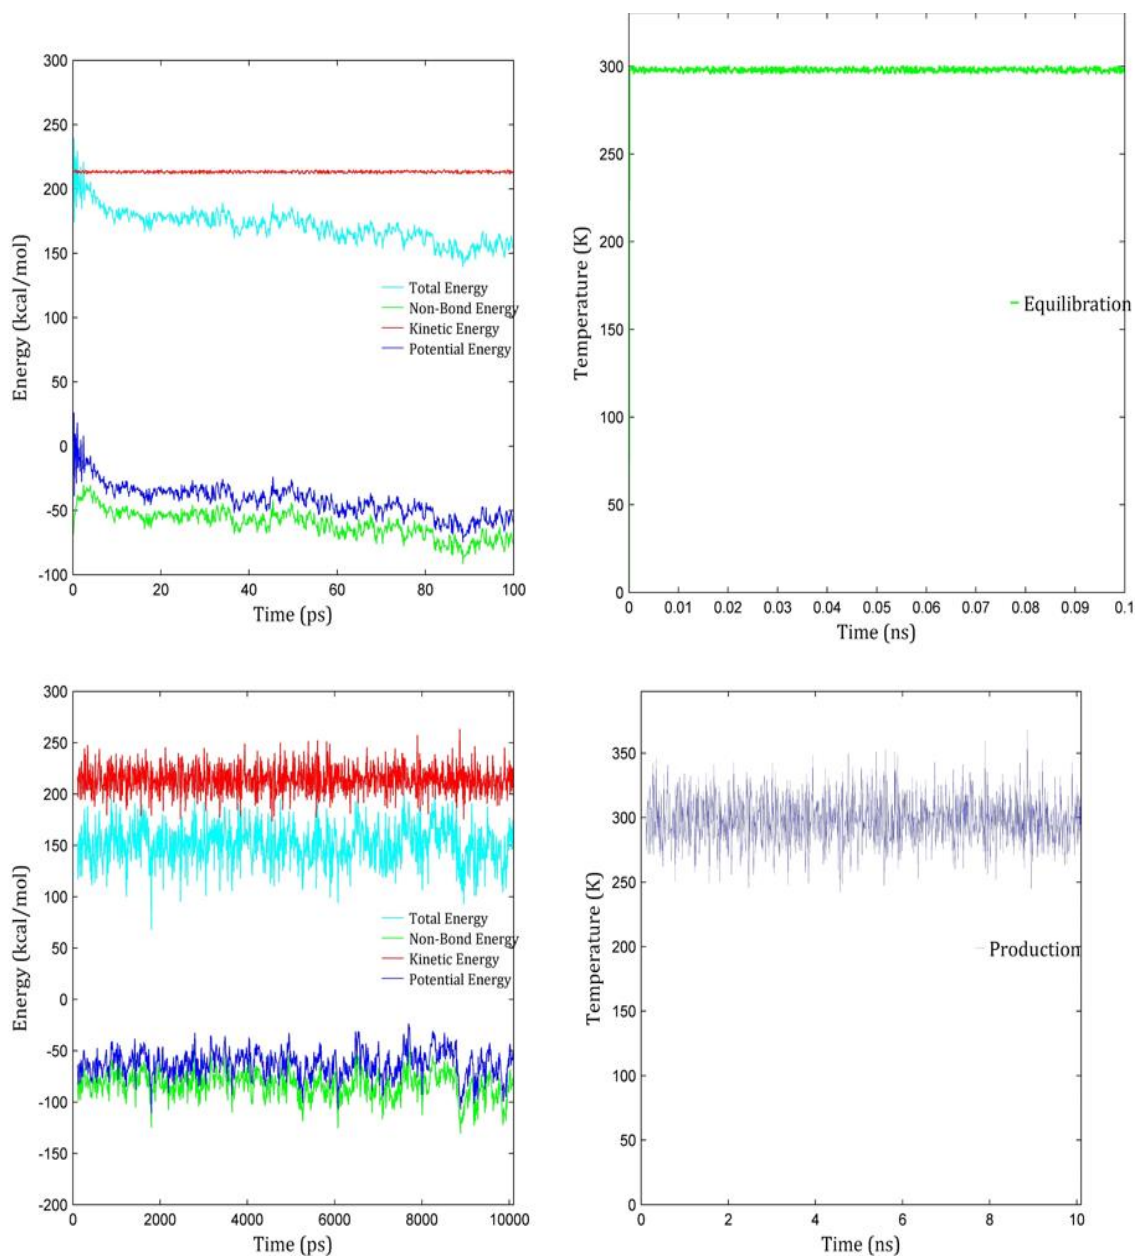 300
250
200
150
100
50
0
-50
-100
Energy (kcal/mol)
0 20 40 60 80 100
Time (ps)
Total Energy
Non-Bond Energy
Kinetic Energy
Potential Energy
300
250
200
150
100
50
0
Temperature (K)
0 0.01 0.02 0.03 0.04 0.05 0.06 0.07 0.08 0.09 0.1
Time (ns)
Equilibration
300
250
200
150
100
50
0
-50
-100
-150
-200
Energy (kcal/mol)
0 2000 4000 6000 8000 10000
Time (ps)
Total Energy
Non-Bond Energy
Kinetic Energy
Potential Energy
350
300
250
200
150
100
50
0
Temperature (K)
0 2 4 6 8 10
Time (ns)
Production